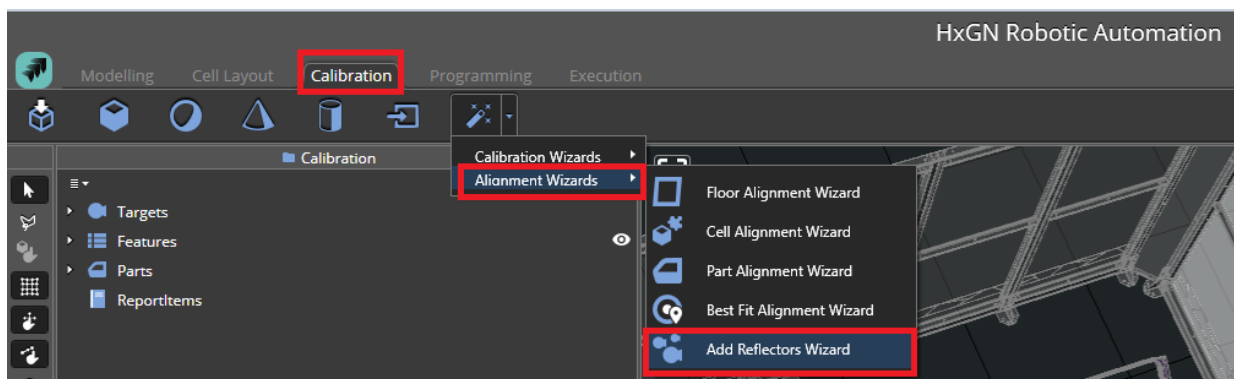 HxGN Robotic Automation
Modelling Cell Layout Calibration Programming Execution
Calibration
Calibration Wizards
Alignment Wizards
Targets
Features
Parts
ReportItems
Floor Alignment Wizard
Cell Alignment Wizard
Part Alignment Wizard
Best Fit Alignment Wizard
Add Reflectors Wizard